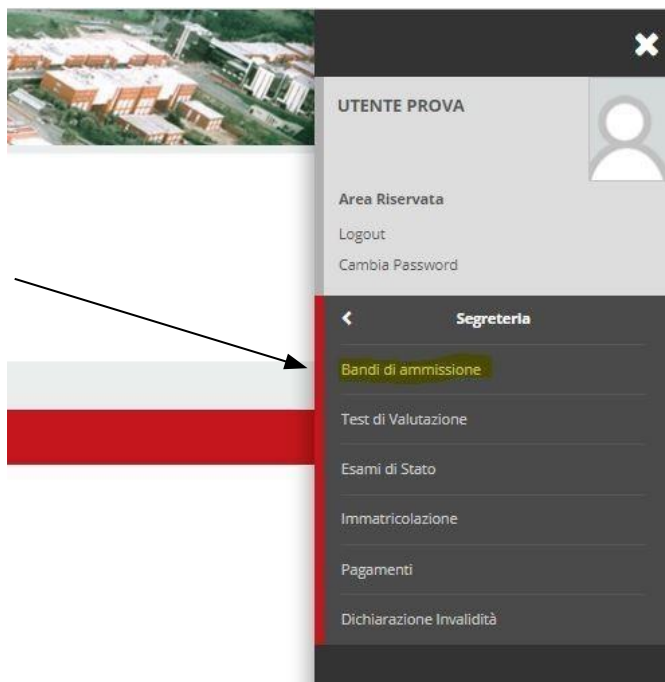 UTENTE PROVA
Area Riservata
Logout
Cambia Password
Segreteria
Bandi di ammissione
Test di Valutazione
Esami di Stato
Immatricolazione
Pagamenti
Dichiarazione Invalidità